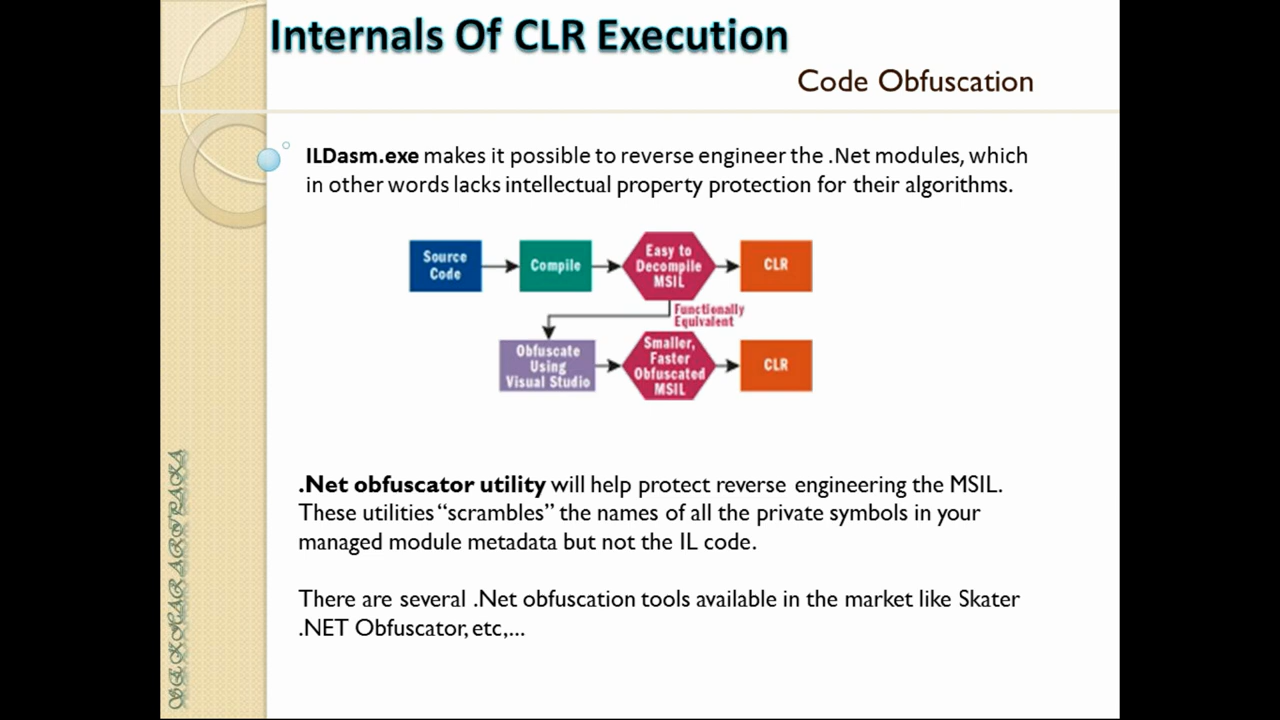 Internals Of CLR Execution
Code Obfuscation
ILDasm.exe makes it possible to reverse engineer the .Net modules, which
in other words lacks intellectual property protection for their algorithms.
Source
Code
Compile
Easy to
Decompile
MSIL
CLR
Functionally
Equivalent
Obfuscate
Using
Visual Studio
Smaller,
Faster
Obfuscated
MSIL
CLR
.Net obfuscator utility will help protect reverse engineering the MSIL.
These utilities “scrambles” the names of all the private symbols in your
managed module metadata but not the IL code.
There are several .Net obfuscation tools available in the market like Skater
.NET Obfuscator, etc,...